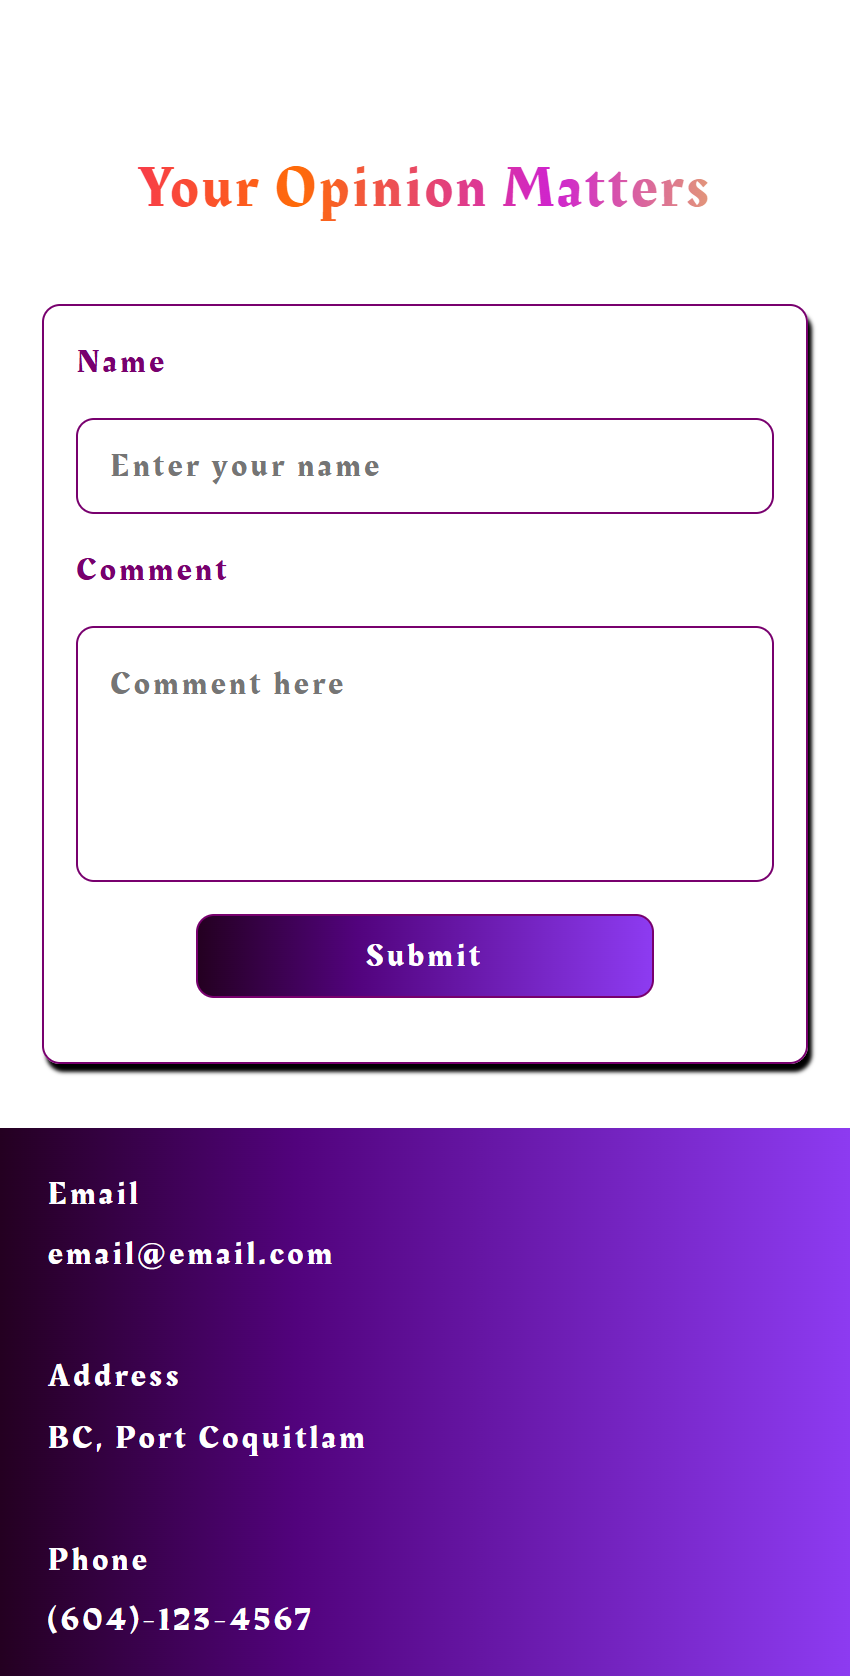 Your Opinion Matters
Name
Enter your name
Comment
Comment here
Submit
Email
email@email.com
Address
BC, Port Coquitlam
Phone
(604)-123-4567